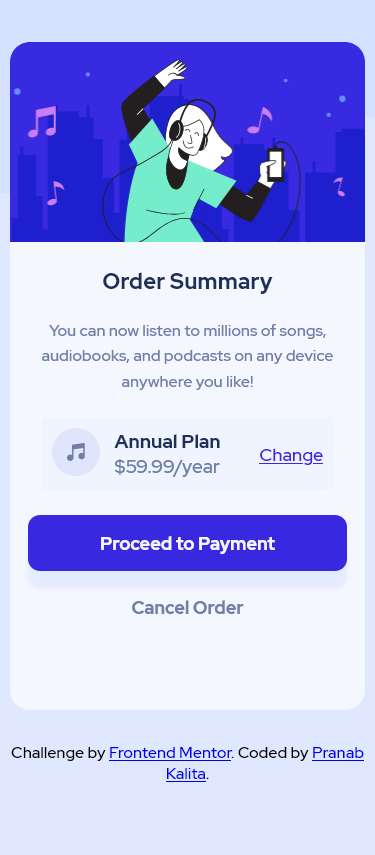 Order Summary
You can now listen to millions of songs,
audiobooks, and podcasts on any device
anywhere you like!
Annual Plan
$59.99/year
Change
Proceed to Payment
Cancel Order
Challenge by Frontend Mentor. Coded by Pranab
Kalita.